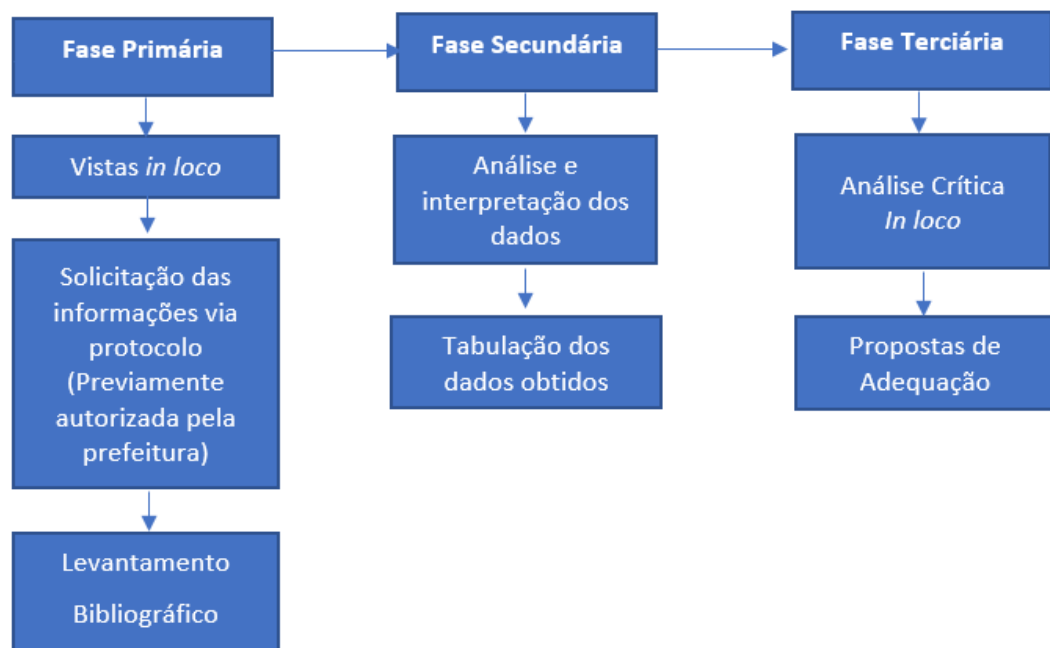 Fase Primária
Vistas in loco
Solicitação das
informações via
protocolo
(Previamente
autorizada pela
prefeitura)
Levantamento
Bibliográfico
Fase Secundária
Análise e
interpretação dos
dados
Tabulação dos
dados obtidos
Fase Terciária
Análise Crítica
In loco
Propostas de
Adequação